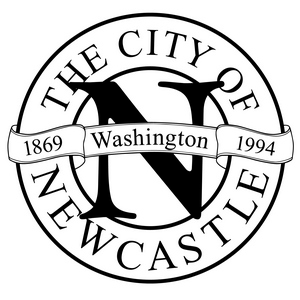 THE CITY OF
1869 Washington 1994
N
NEWCASTLE